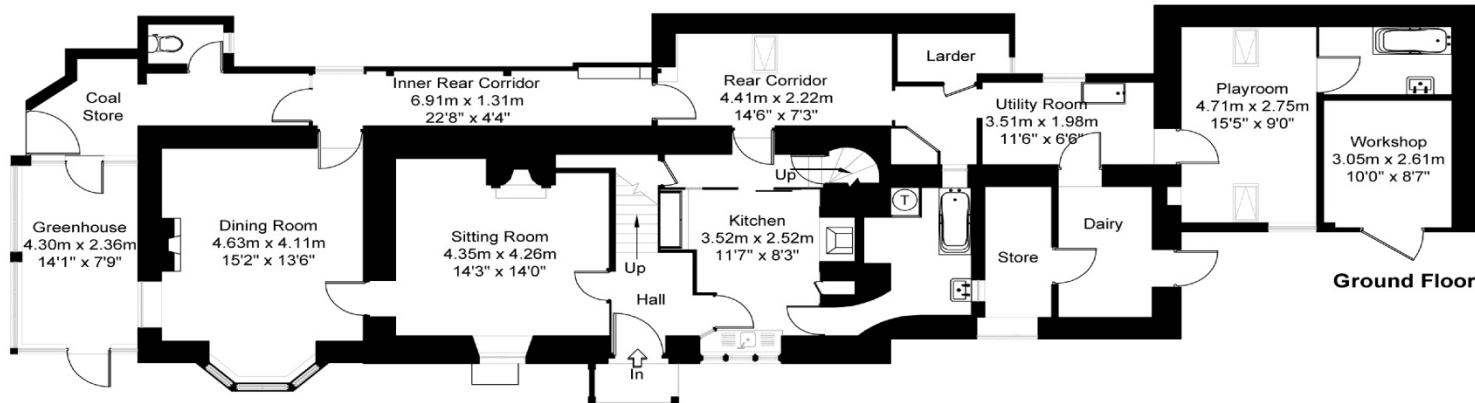 Coal
Store
Greenhouse
4.30m x 2.36m
14'1" x 7'9"
Dining Room
4.63m x 4.11m
15'2" x 13'6"
Inner Rear Corridor
6.91m x 1.31m
22'8" x 4'4"
Sitting Room
4.35m x 4.26m
14'3" x 14'0"
Up
Hall
In
Rear Corridor
4.41m x 2.22m
14'6" x 7'3"
Up
Kitchen
3.52m x 2.52m
11'7" x 8'3"
T
Larder
Utility Room
3.51m x 1.98m
11'6" x 6'6"
Store
Dairy
Playroom
4.71m x 2.75m
15'5" x 9'0"
Workshop
3.05m x 2.61m
10'0" x 8'7"
Ground Floor